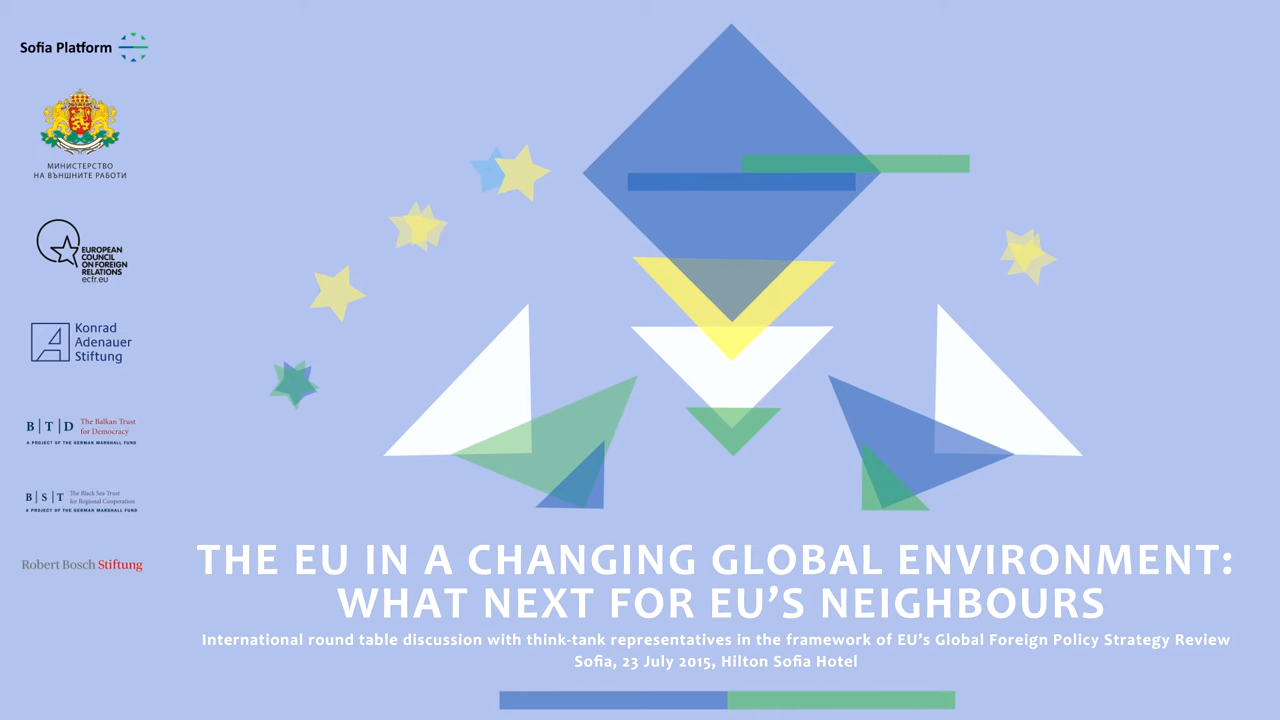 Sofia Platform
МИНИСТЕРСТВО
НА ВЪНШНИТЕ РАБОТИ
EUROPEAN
COUNCIL
ON FOREIGN
RELATIONS
ecfr.eu
Konrad
Adenauer
Stiftung
B|T|D The Balkan Trust
for Democracy
A PROJECT OF THE GERMAN MARSHALL FUND
B|S|T The Black Sea Trust
for Regional Cooperation
A PROJECT OF THE GERMAN MARSHALL FUND
Robert Bosch Stiftung
THE EU IN A CHANGING GLOBAL ENVIRONMENT:
WHAT NEXT FOR EU’S NEIGHBOURS
International round table discussion with think-tank representatives in the framework of EU’s Global Foreign Policy Strategy Review
Sofia, 23 July 2015, Hilton Sofia Hotel